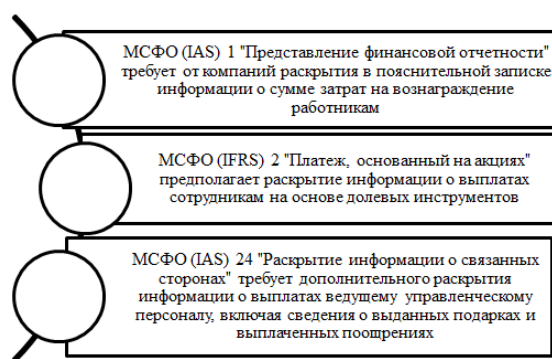 МСФО (IAS) 1 "Представление финансовой отчетности"
требует от компаний раскрытия в пояснительной записке
информации о сумме затрат на вознаграждение
работникам
МСФО (IFRS) 2 "Платеж, основанный на акциях"
предполагает раскрытие информации о выплатах
сотрудникам на основе долевых инструментов
МСФО (IAS) 24 "Раскрытие информации о связанных
сторонах" требует дополнительного раскрытия
информации о выплатах ведущему управленческому
персоналу, включая сведения о выданных подарках и
выплаченных поощрениях